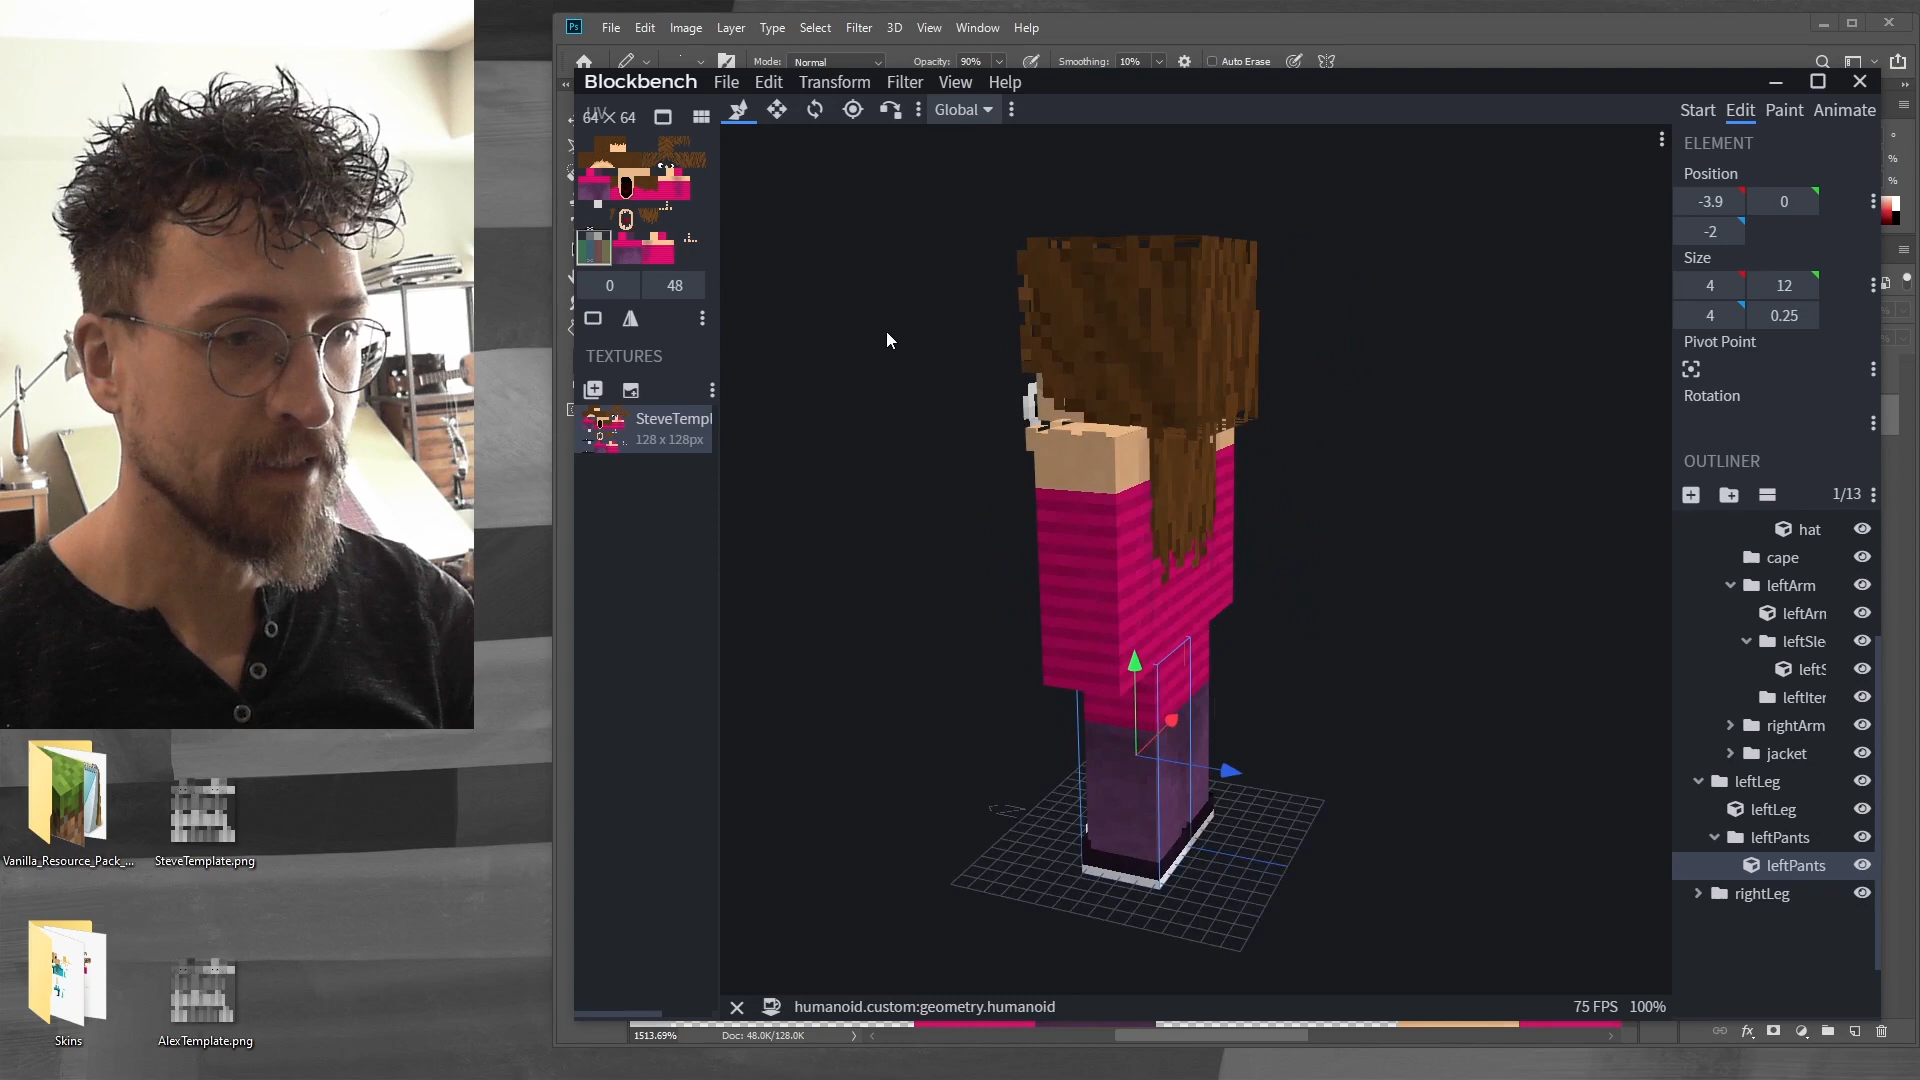 Ps File Edit Image Layer Type Select Filter 3D View Window Help
Mode: Normal Opacity: 90% Smoothing: 10% Auto Erase
Blockbench File Edit Transform Filter View Help
64 × 64 Global Start Edit Paint Animate
ELEMENT
Position
-3.9 0
-2
Size
4 12
4 0.25
Pivot Point
Rotation
0 48
TEXTURES
SteveTempl
128 x 128px
OUTLINER
1/13
hat
cape
leftArm
leftArn
leftSle
leftS
leftIter
rightArm
jacket
leftLeg
leftLeg
leftPants
leftPants
rightLeg
humanoid.custom:geometry.humanoid 75 FPS 100%
1513.69% Doc: 48.0K/128.0K
Vanilla_Resource_Pack_... SteveTemplate.png
Skins AlexTemplate.png